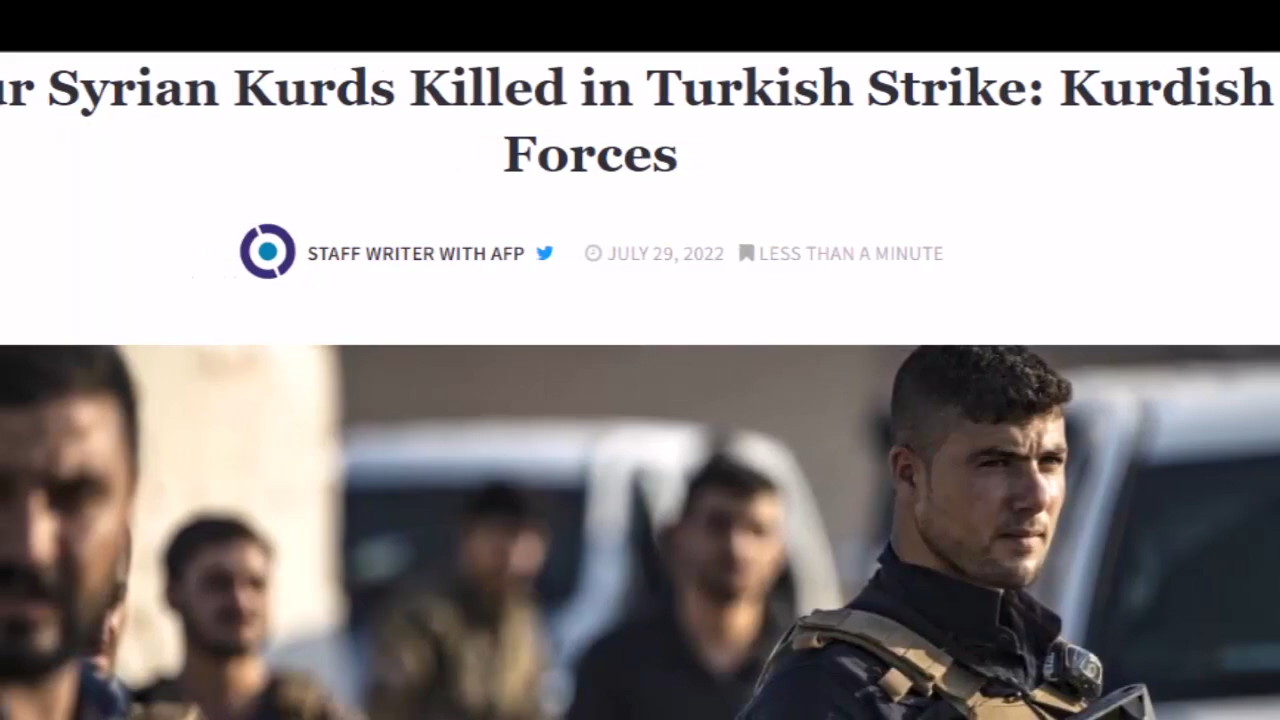 Syrian Kurds Killed in Turkish Strike: Kurdish
Forces
STAFF WRITER WITH AFP JULY 29, 2022 LESS THAN A MINUTE